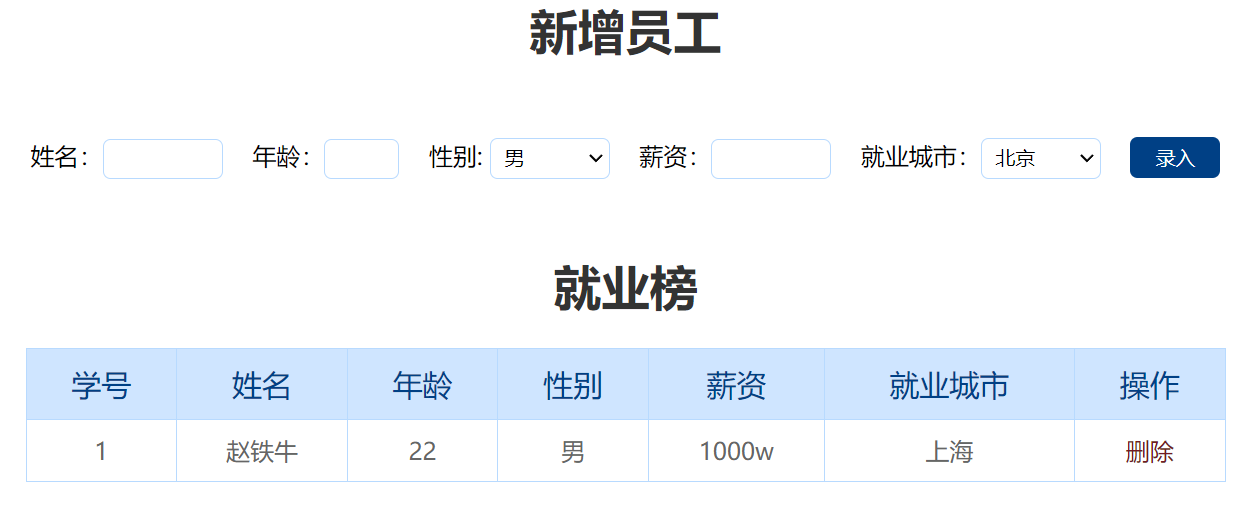 新增员工
姓名： 年龄： 性别: 男 薪资： 就业城市： 北京 录入
就业榜
学号 姓名 年龄 性别 薪资 就业城市 操作
1 赵铁牛 22 男 1000w 上海 删除